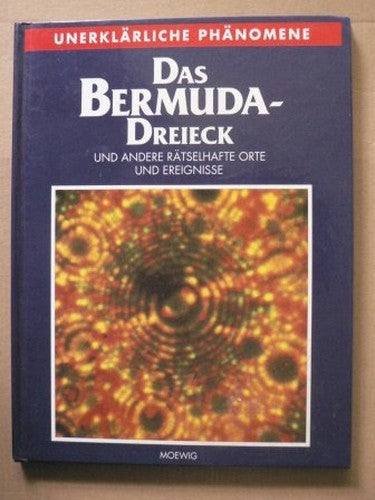 UNERKLÄRLICHE PHÄNOMENE
DAS
BERMUDA-
DREIECK
UND ANDERE RÄTSELHAFTE ORTE
UND EREIGNISSE
MOEWIG